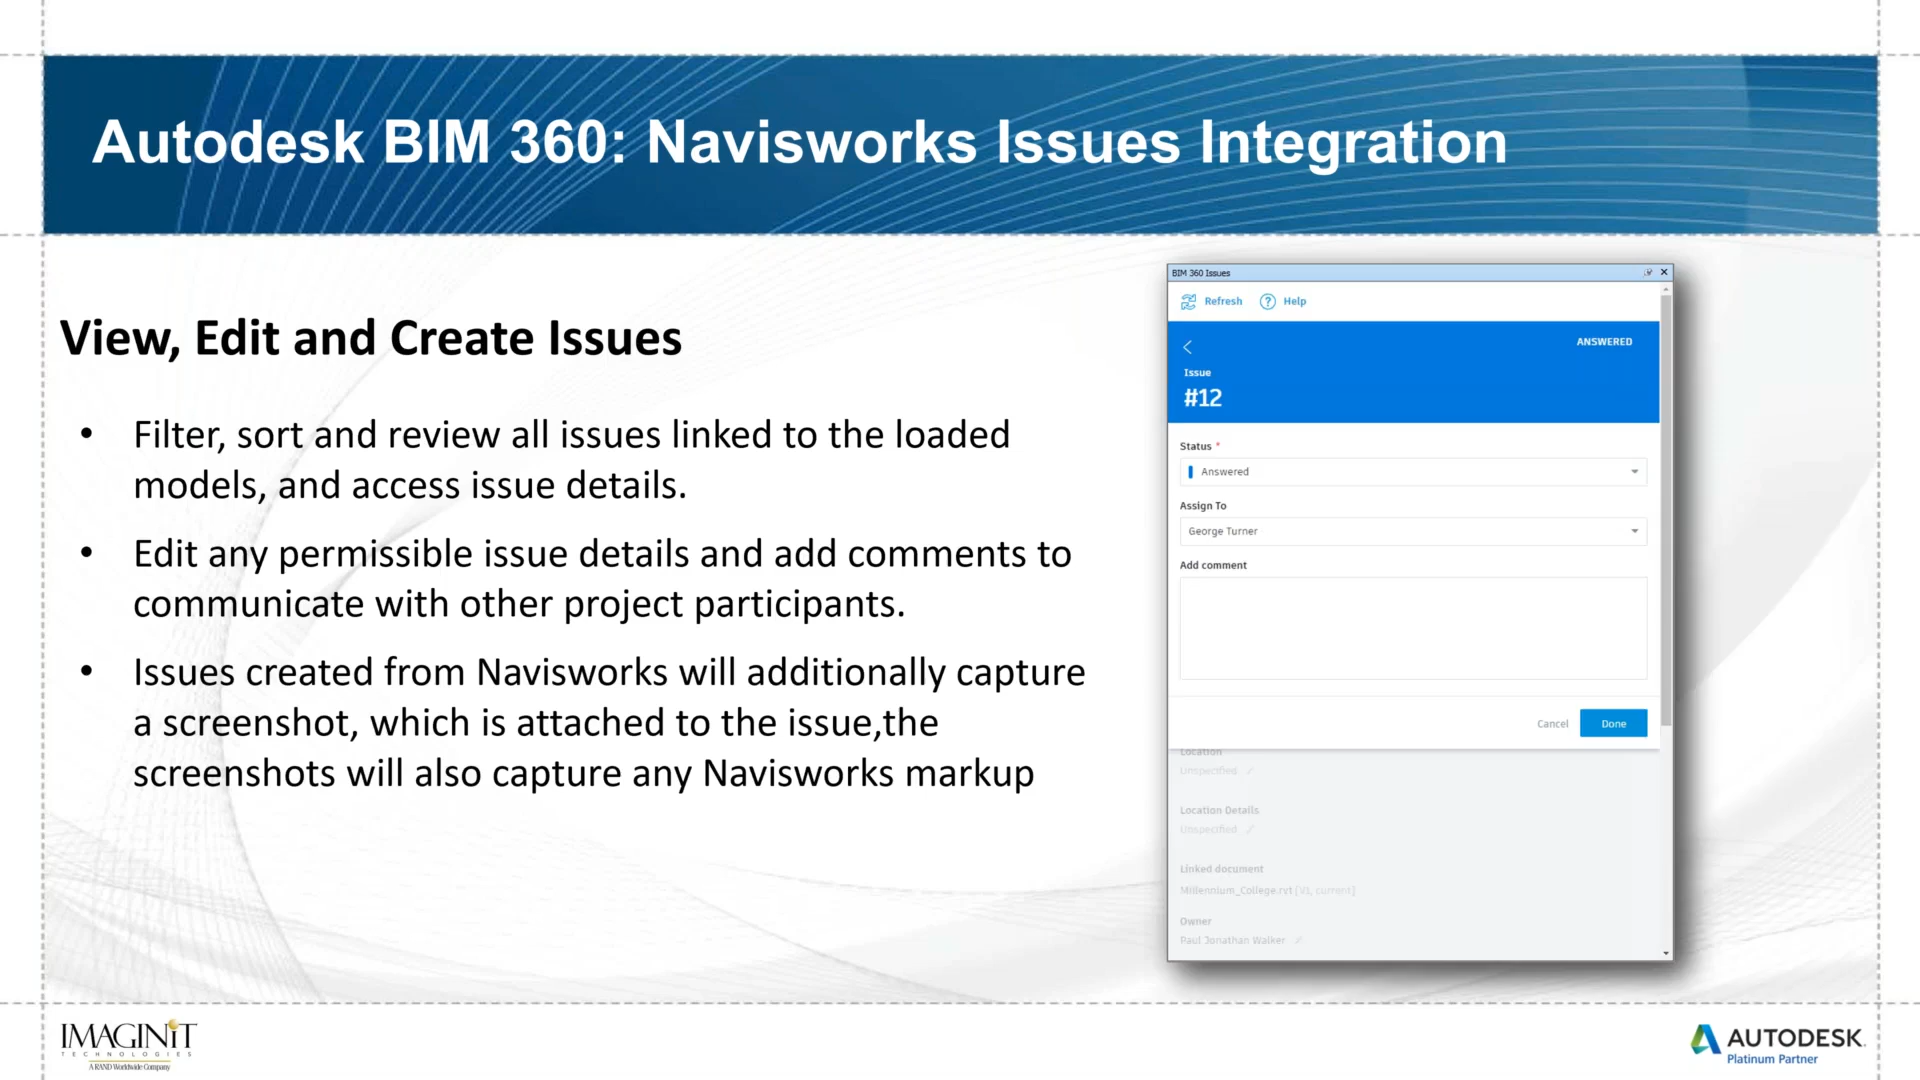 Autodesk BIM 360: Navisworks Issues Integration
View, Edit and Create Issues
• Filter, sort and review all issues linked to the loaded
models, and access issue details.
• Edit any permissible issue details and add comments to
communicate with other project participants.
• Issues created from Navisworks will additionally capture
a screenshot, which is attached to the issue,the
screenshots will also capture any Navisworks markup
BIM 360 Issues
Refresh ? Help
ANSWERED
Issue
#12
Status *
Answered
Assign To
George Turner
Add comment
Cancel Done
Location
Unspecified
Location Details
Unspecified
Linked document
Millennium_College.rvt [V1, current]
Owner
Paul Jonathan Walker
IMAGINiT
TECHNOLOGIES
A RAND Worldwide Company
AUTODESK.
Platinum Partner